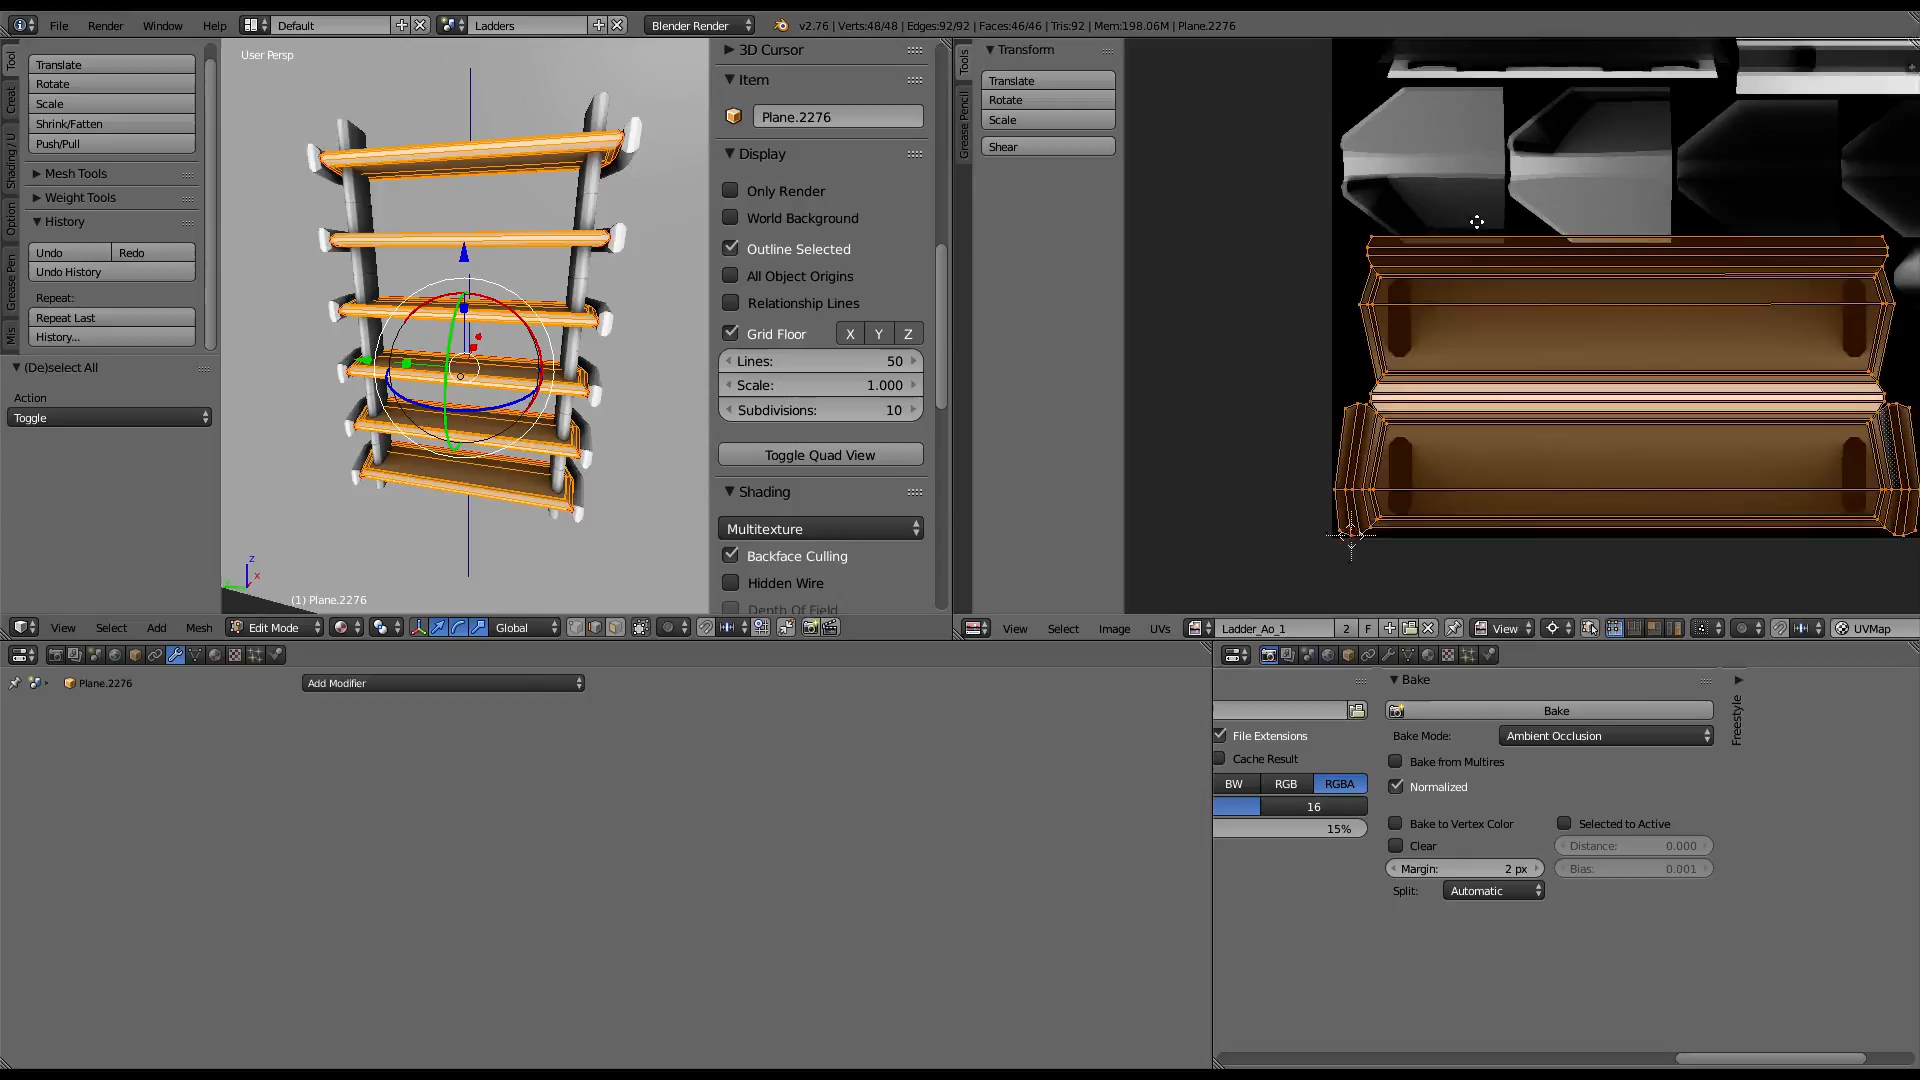 File Render Window Help Default Ladders Blender Render v2.76 | Verts:48/48 | Edges:92/92 | Faces:46/46 | Tris:92 | Mem:198.06M | Plane.2276
Tool
Creat
Shading / U
Option
Grease Pen
Mis
Translate
Rotate
Scale
Shrink/Fatten
Push/Pull
Mesh Tools
Weight Tools
History
Undo Redo
Undo History
Repeat:
Repeat Last
History...
(De)select All
Action
Toggle
User Persp
z
x
(1) Plane.2276
3D Cursor
Item
Plane.2276
Display
Only Render
World Background
Outline Selected
All Object Origins
Relationship Lines
Grid Floor X Y Z
Lines: 50
Scale: 1.000
Subdivisions: 10
Toggle Quad View
Shading
Multitexture
Backface Culling
Hidden Wire
Depth Of Field
Tools
Grease Pencil
Transform
Translate
Rotate
Scale
Shear
View Select Add Mesh Edit Mode Global
View Select Image UVs Ladder_Ao_1 2 F View UVMap
Plane.2276 Add Modifier
File Extensions
Cache Result
BW RGB RGBA
16
15%
Bake
Bake
Bake Mode: Ambient Occlusion
Bake from Multires
Normalized
Bake to Vertex Color Selected to Active
Clear Distance: 0.000
Margin: 2 px Bias: 0.001
Split: Automatic
Freestyle